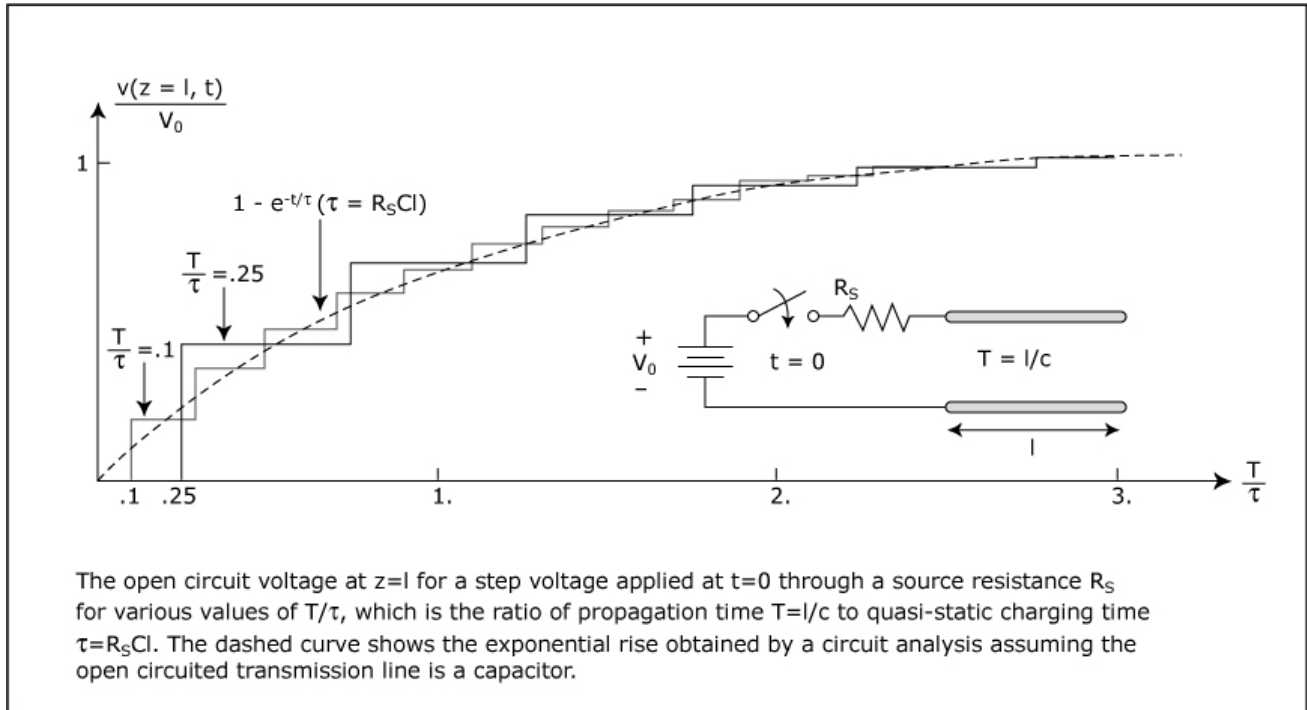 v(z = l, t)
V₀
1
1 - e^-t/τ (τ = RₛCl)
T
τ
=.25
T
τ
=.1
Rₛ
+
V₀
–
t = 0
T = l/c
l
.1 .25 1. 2. 3.
T
τ
The open circuit voltage at z=l for a step voltage applied at t=0 through a source resistance Rₛ
for various values of T/τ, which is the ratio of propagation time T=l/c to quasi-static charging time
τ=RₛCl. The dashed curve shows the exponential rise obtained by a circuit analysis assuming the
open circuited transmission line is a capacitor.